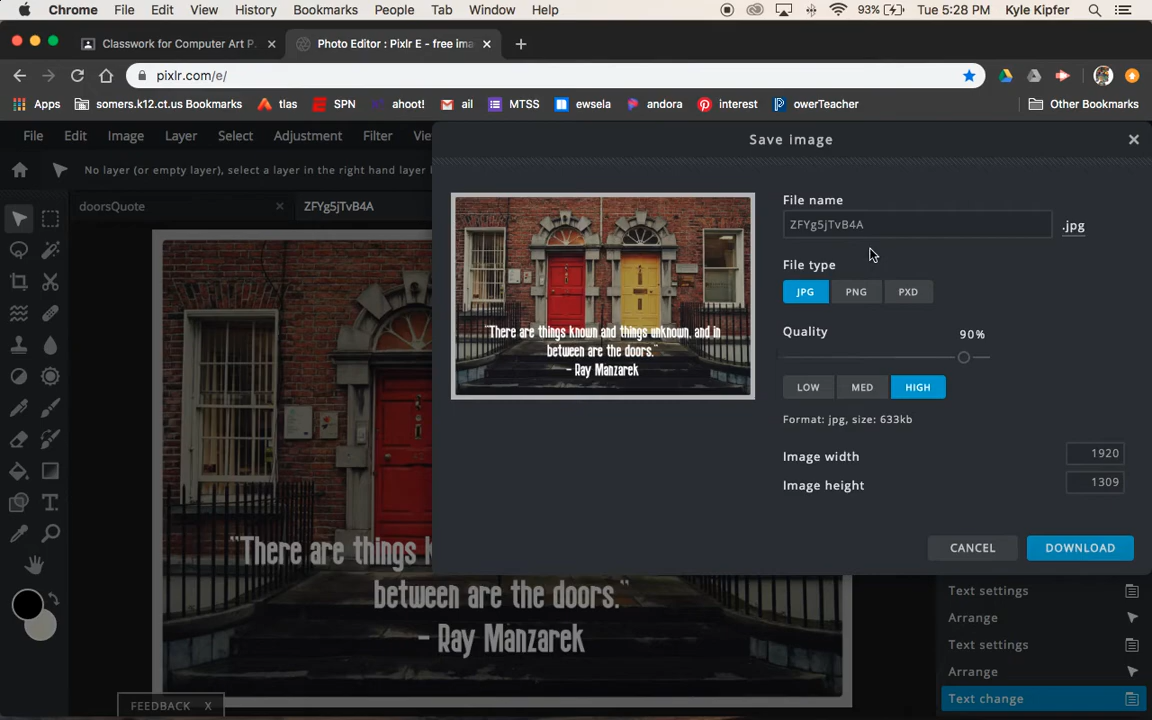 Chrome File Edit View History Bookmarks People Tab Window Help 93% Tue 5:28 PM Kyle Kipfer
Classwork for Computer Art P. × Photo Editor : Pixlr E - free ima × +
pixlr.com/e/
Apps somers.k12.ct.us Bookmarks tlas SPN ahoot! ail MTSS ewsela andora interest owerTeacher Other Bookmarks
File Edit Image Layer Select Adjustment Filter Vie
Save image ×
No layer (or empty layer), select a layer in the right hand layer l
doorsQuote × ZFYg5jTvB4A
File name
ZFYg5jTvB4A .jpg
File type
JPG PNG PXD
Quality 90%
LOW MED HIGH
Format: jpg, size: 633kb
Image width 1920
Image height 1309
CANCEL DOWNLOAD
"There are things known and things unknown, and in
between are the doors."
- Ray Manzarek
"There are things k
between are the doors."
- Ray Manzarek
Text settings
Arrange
Text settings
Arrange
Text change
FEEDBACK X